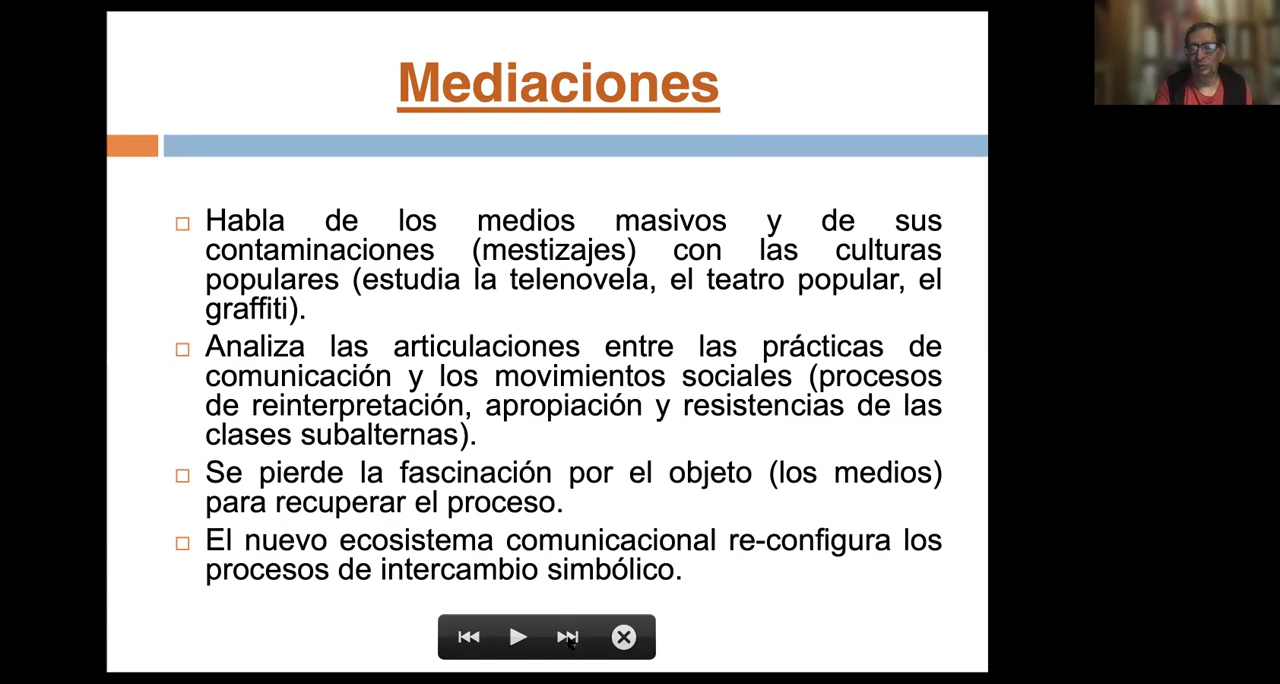 Mediaciones
Habla de los medios masivos y de sus
contaminaciones (mestizajes) con las culturas
populares (estudia la telenovela, el teatro popular, el
graffiti).
Analiza las articulaciones entre las prácticas de
comunicación y los movimientos sociales (procesos
de reinterpretación, apropiación y resistencias de las
clases subalternas).
Se pierde la fascinación por el objeto (los medios)
para recuperar el proceso.
El nuevo ecosistema comunicacional re-configura los
procesos de intercambio simbólico.